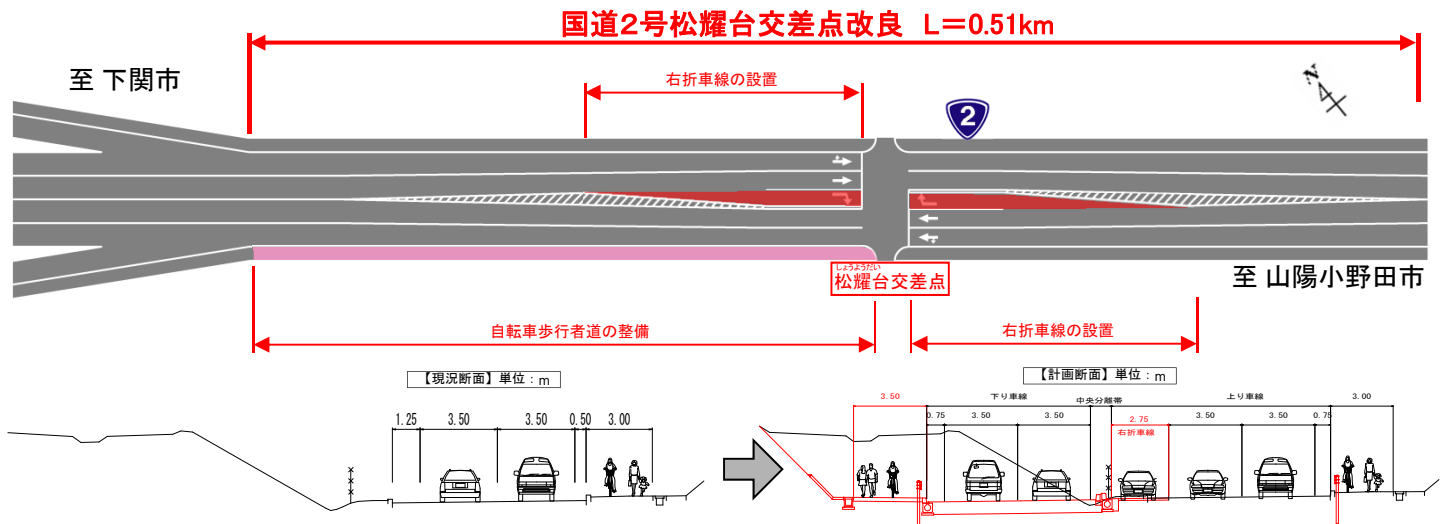 国道2号松耀台交差点改良 L=0.51km
至 下関市
右折車線の設置
N
2
しょうようだい
松耀台交差点
至 山陽小野田市
自転車歩行者道の整備
右折車線の設置
【現況断面】単位：m
1.25 3.50 3.50 0.50 3.00
【計画断面】単位：m
3.50 下り車線 中央分離帯 上り車線 3.00
0.75 3.50 3.50 2.75 3.50 3.50 0.75
右折車線